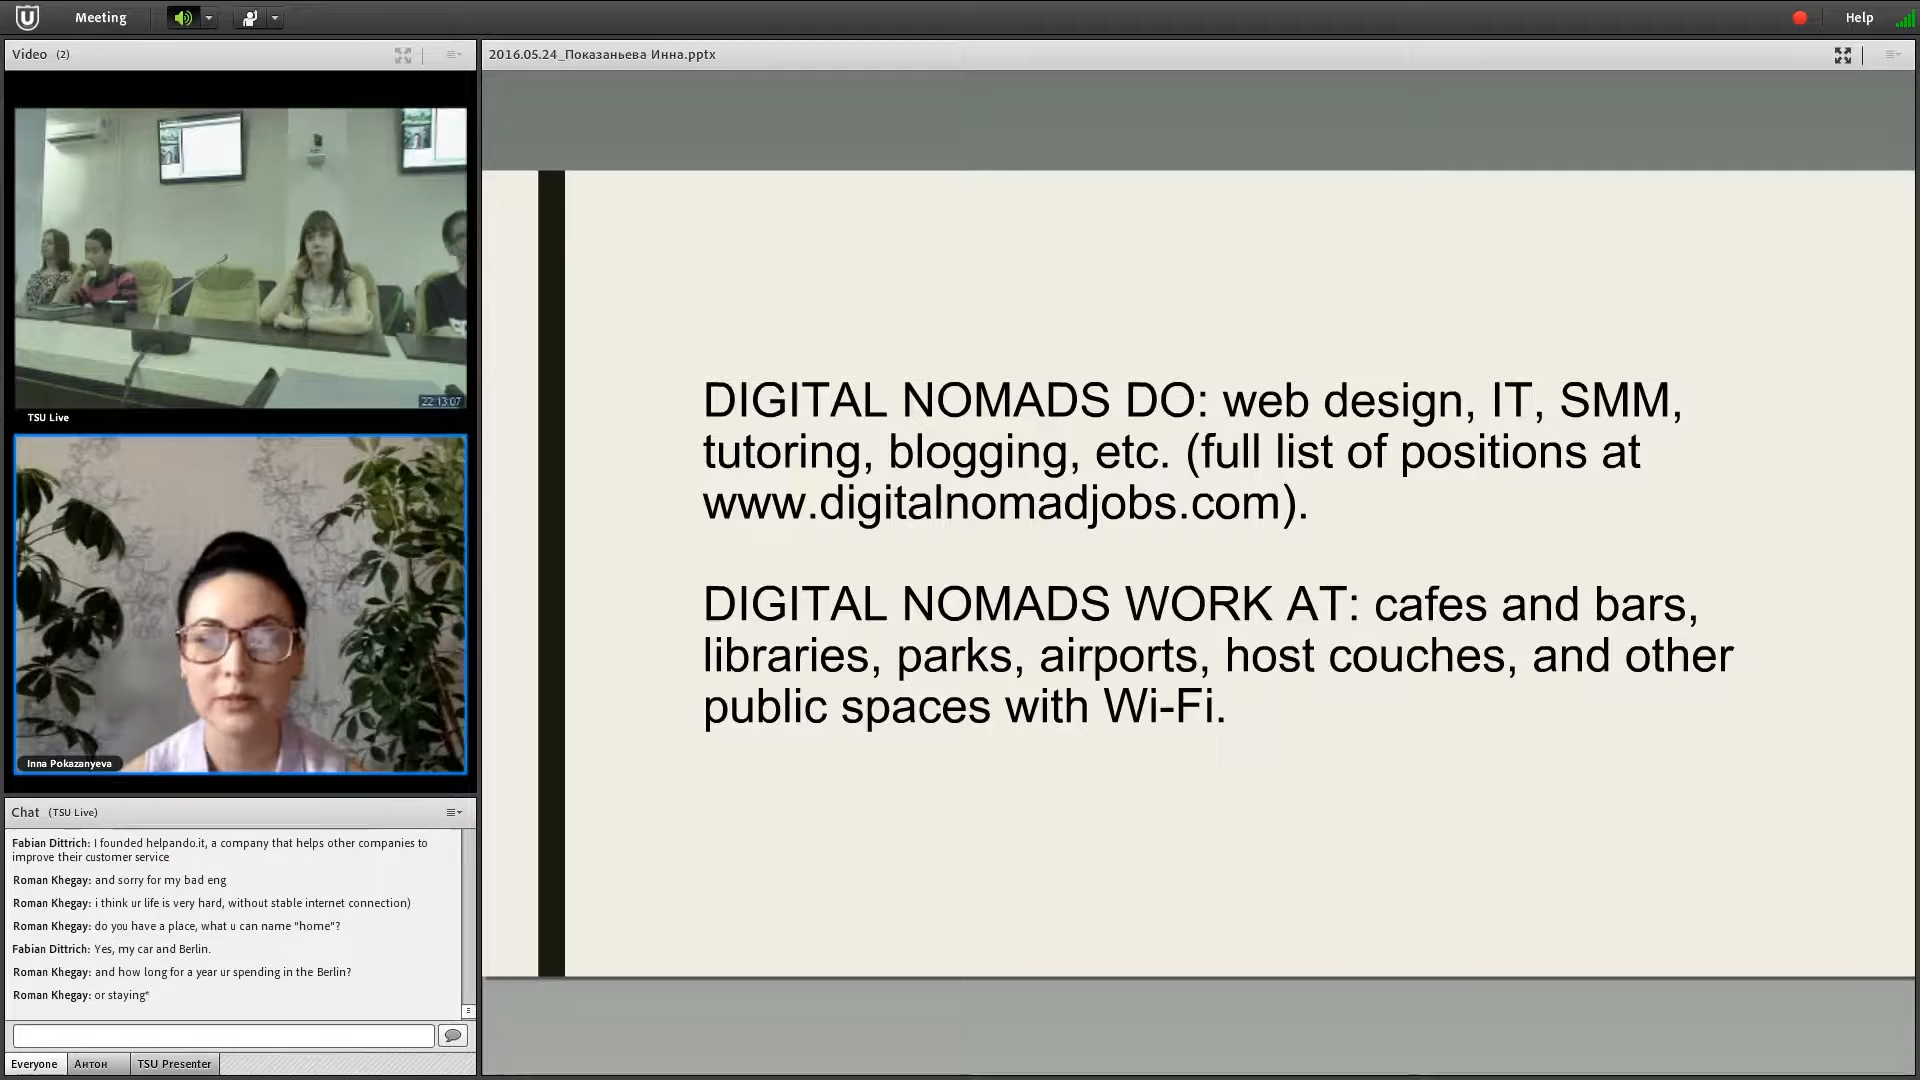 Meeting
Help
Video (2)
22:13:07
TSU Live
Inna Pokazanyeva
Chat (TSU Live)
Fabian Dittrich: I founded helpando.it, a company that helps other companies to
improve their customer service
Roman Khegay: and sorry for my bad eng
Roman Khegay: i think ur life is very hard, without stable internet connection)
Roman Khegay: do you have a place, what u can name "home"?
Fabian Dittrich: Yes, my car and Berlin.
Roman Khegay: and how long for a year ur spending in the Berlin?
Roman Khegay: or staying*
Everyone
Антон
TSU Presenter
2016.05.24_Показаньева Инна.pptx
DIGITAL NOMADS DO: web design, IT, SMM,
tutoring, blogging, etc. (full list of positions at
www.digitalnomadjobs.com).
DIGITAL NOMADS WORK AT: cafes and bars,
libraries, parks, airports, host couches, and other
public spaces with Wi-Fi.